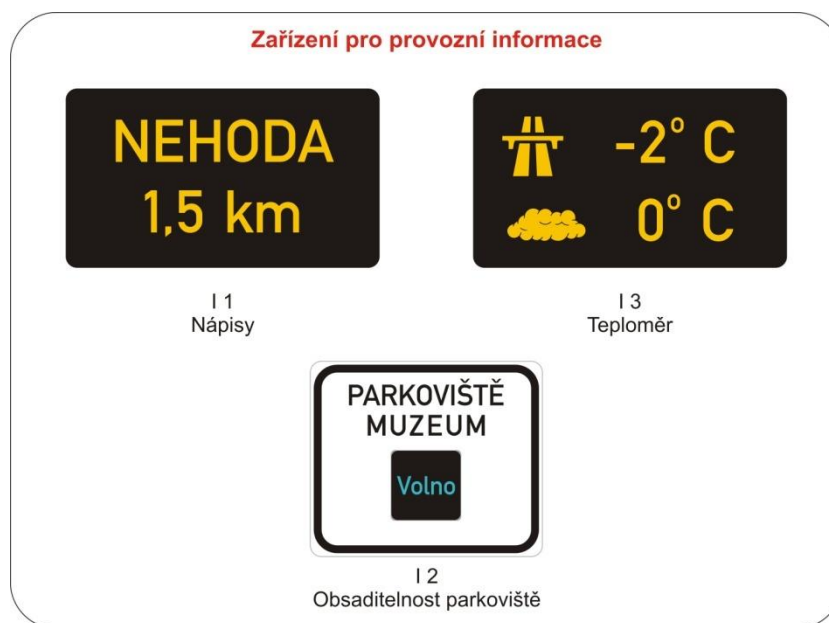 Zařízení pro provozní informace
NEHODA
1,5 km
I 1
Nápisy
-2° C
0° C
I 3
Teploměr
PARKOVIŠTĚ
MUZEUM
Volno
I 2
Obsaditelnost parkoviště